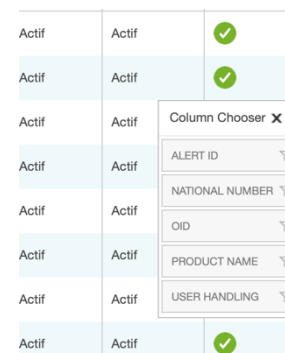 Actif Actif
Actif Actif
Actif Actif
Column Chooser X
ALERT ID
Actif Actif
NATIONAL NUMBER
Actif Actif
OID
Actif Actif
PRODUCT NAME
Actif Actif
USER HANDLING
Actif Actif